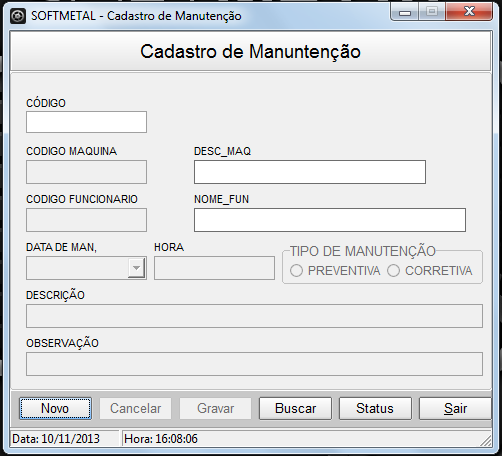 SOFTMETAL - Cadastro de Manutenção
Cadastro de Manuntenção
CÓDIGO
CODIGO MAQUINA DESC_MAQ
CODIGO FUNCIONARIO NOME_FUN
DATA DE MAN, HORA TIPO DE MANUTENÇÃO
PREVENTIVA CORRETIVA
DESCRIÇÃO
OBSERVAÇÃO
Novo Cancelar Gravar Buscar Status Sair
Data: 10/11/2013 Hora: 16:08:06